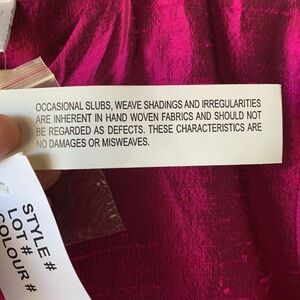 OCCASIONAL SLUBS, WEAVE SHADINGS AND IRREGULARITIES
ARE INHERENT IN HAND WOVEN FABRICS AND SHOULD NOT
BE REGARDED AS DEFECTS. THESE CHARACTERISTICS ARE
NO DAMAGES OR MISWEAVES.
STYLE #
LOT #
COLOUR #